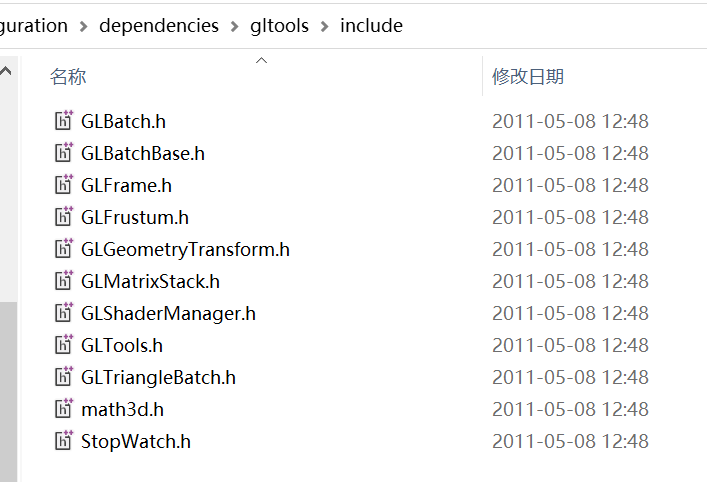 guration > dependencies > gltools > include
名称 修改日期
GLBatch.h 2011-05-08 12:48
GLBatchBase.h 2011-05-08 12:48
GLFrame.h 2011-05-08 12:48
GLFrustum.h 2011-05-08 12:48
GLGeometryTransform.h 2011-05-08 12:48
GLMatrixStack.h 2011-05-08 12:48
GLShaderManager.h 2011-05-08 12:48
GLTools.h 2011-05-08 12:48
GLTriangleBatch.h 2011-05-08 12:48
math3d.h 2011-05-08 12:48
StopWatch.h 2011-05-08 12:48